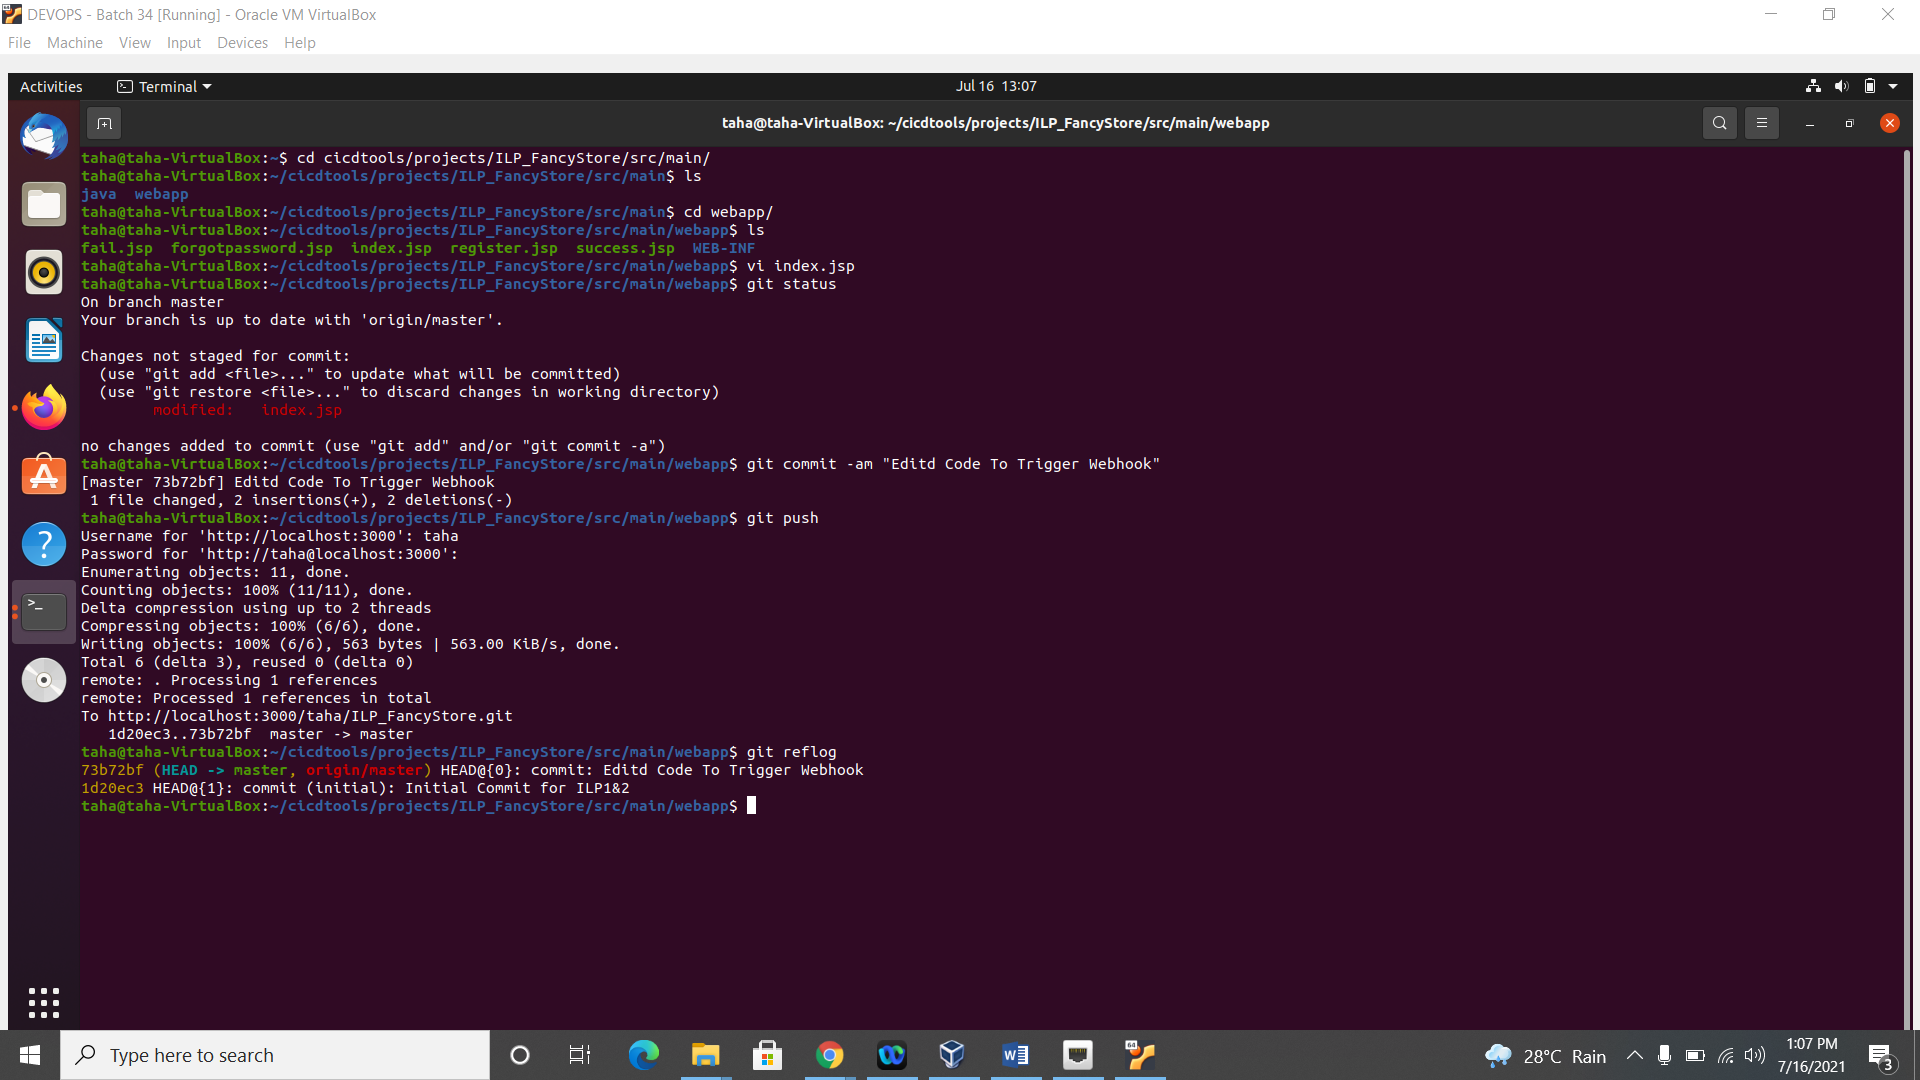 DEVOPS - Batch 34 [Running] - Oracle VM VirtualBox
File Machine View Input Devices Help
Activities Terminal Jul 16 13:07
taha@taha-VirtualBox: ~/cicdtools/projects/ILP_FancyStore/src/main/webapp
taha@taha-VirtualBox:~$ cd cicdtools/projects/ILP_FancyStore/src/main/
taha@taha-VirtualBox:~/cicdtools/projects/ILP_FancyStore/src/main$ ls
java  webapp
taha@taha-VirtualBox:~/cicdtools/projects/ILP_FancyStore/src/main$ cd webapp/
taha@taha-VirtualBox:~/cicdtools/projects/ILP_FancyStore/src/main/webapp$ ls
fail.jsp  forgotpassword.jsp  index.jsp  register.jsp  success.jsp  WEB-INF
taha@taha-VirtualBox:~/cicdtools/projects/ILP_FancyStore/src/main/webapp$ vi index.jsp
taha@taha-VirtualBox:~/cicdtools/projects/ILP_FancyStore/src/main/webapp$ git status
On branch master
Your branch is up to date with 'origin/master'.
Changes not staged for commit:
  (use "git add <file>..." to update what will be committed)
  (use "git restore <file>..." to discard changes in working directory)
        modified:   index.jsp
no changes added to commit (use "git add" and/or "git commit -a")
taha@taha-VirtualBox:~/cicdtools/projects/ILP_FancyStore/src/main/webapp$ git commit -am "Editd Code To Trigger Webhook"
[master 73b72bf] Editd Code To Trigger Webhook
 1 file changed, 2 insertions(+), 2 deletions(-)
taha@taha-VirtualBox:~/cicdtools/projects/ILP_FancyStore/src/main/webapp$ git push
Username for 'http://localhost:3000': taha
Password for 'http://taha@localhost:3000':
Enumerating objects: 11, done.
Counting objects: 100% (11/11), done.
Delta compression using up to 2 threads
Compressing objects: 100% (6/6), done.
Writing objects: 100% (6/6), 563 bytes | 563.00 KiB/s, done.
Total 6 (delta 3), reused 0 (delta 0)
remote: . Processing 1 references
remote: Processed 1 references in total
To http://localhost:3000/taha/ILP_FancyStore.git
   1d20ec3..73b72bf  master -> master
taha@taha-VirtualBox:~/cicdtools/projects/ILP_FancyStore/src/main/webapp$ git reflog
73b72bf (HEAD -> master, origin/master) HEAD@{0}: commit: Editd Code To Trigger Webhook
1d20ec3 HEAD@{1}: commit (initial): Initial Commit for ILP1&2
taha@taha-VirtualBox:~/cicdtools/projects/ILP_FancyStore/src/main/webapp$
Type here to search
28°C Rain
1:07 PM
7/16/2021
3